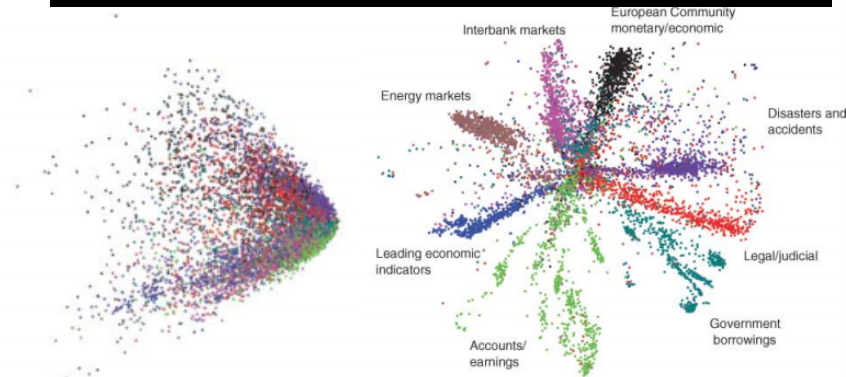 European Community
monetary/economic
Interbank markets
Energy markets
Disasters and
accidents
Leading economic
indicators
Legal/judicial
Government
borrowings
Accounts/
earnings